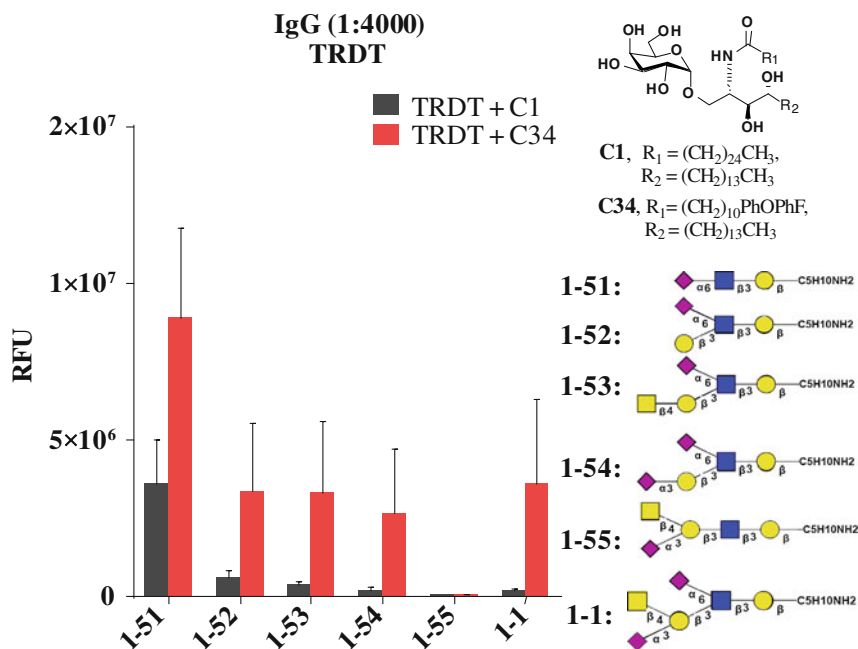 IgG (1:4000)
TRDT
TRDT + C1
TRDT + C34
RFU
2×10⁷
1×10⁷
5×10⁶
0
1-51
1-52
1-53
1-54
1-55
1-1
OH
OH
O
HO
OH
O
HN
O
R₁
OH
R₂
OH
C1, R₁ = (CH₂)₂₄CH₃,
R₂ = (CH₂)₁₃CH₃
C34, R₁=(CH₂)₁₀PhOPhF,
R₂ = (CH₂)₁₃CH₃
1-51:
α6
β3
β
C5H10NH2
1-52:
α6
β3
β3
β
C5H10NH2
1-53:
α6
β4
β3
β3
β
C5H10NH2
1-54:
α6
α3
β3
β3
β
C5H10NH2
1-55:
β4
α3
β3
β3
β
C5H10NH2
1-1:
α6
β4
β3
α3
β3
β
C5H10NH2